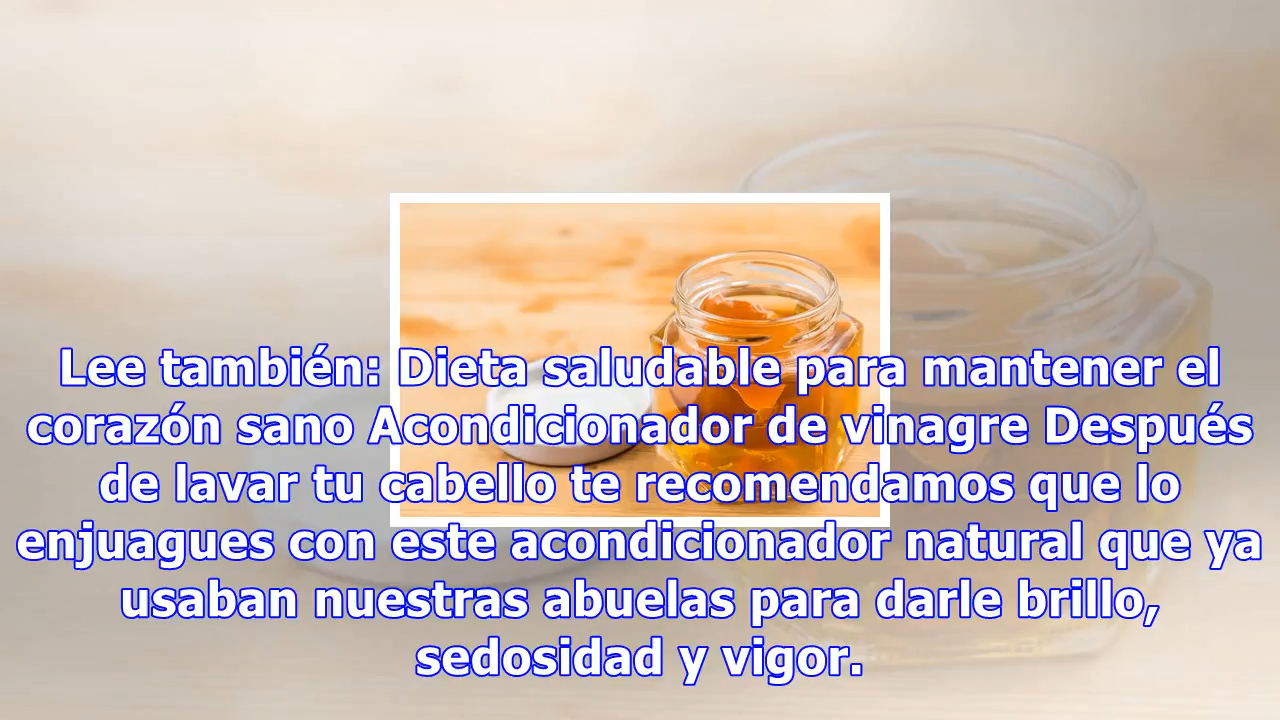 Lee también: Dieta saludable para mantener el
corazón sano Acondicionador de vinagre Después
de lavar tu cabello te recomendamos que lo
enjuagues con este acondicionador natural que ya
usaban nuestras abuelas para darle brillo,
sedosidad y vigor.